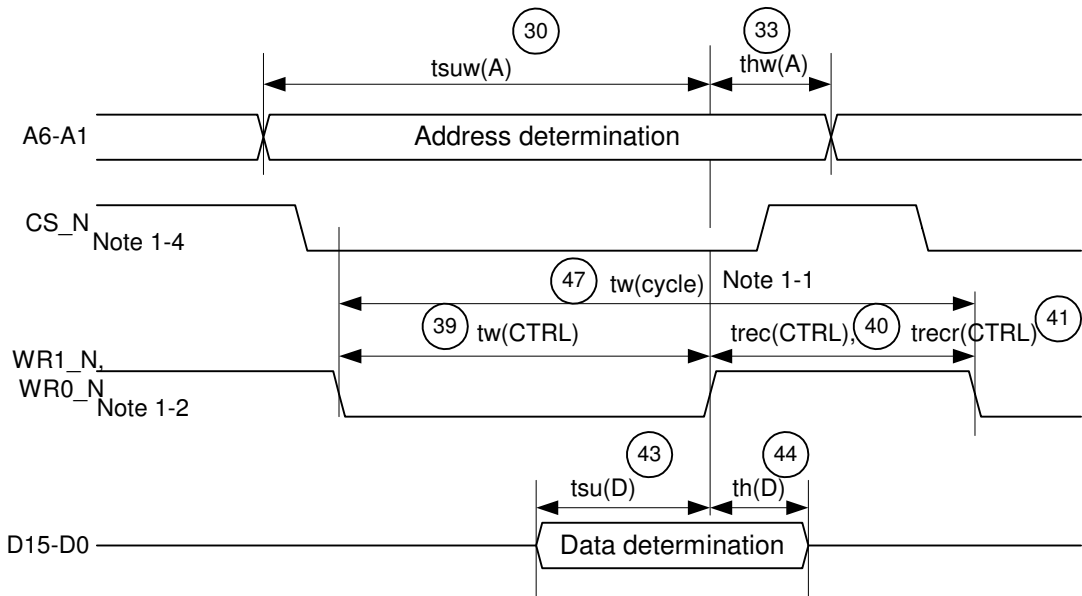 30
33
tsuw(A)
thw(A)
A6-A1
Address determination
CS_N
Note 1-4
47
tw(cycle)
Note 1-1
39
tw(CTRL)
trec(CTRL),
40
trecr(CTRL)
41
WR1_N,
WR0_N
Note 1-2
43
44
tsu(D)
th(D)
D15-D0
Data determination